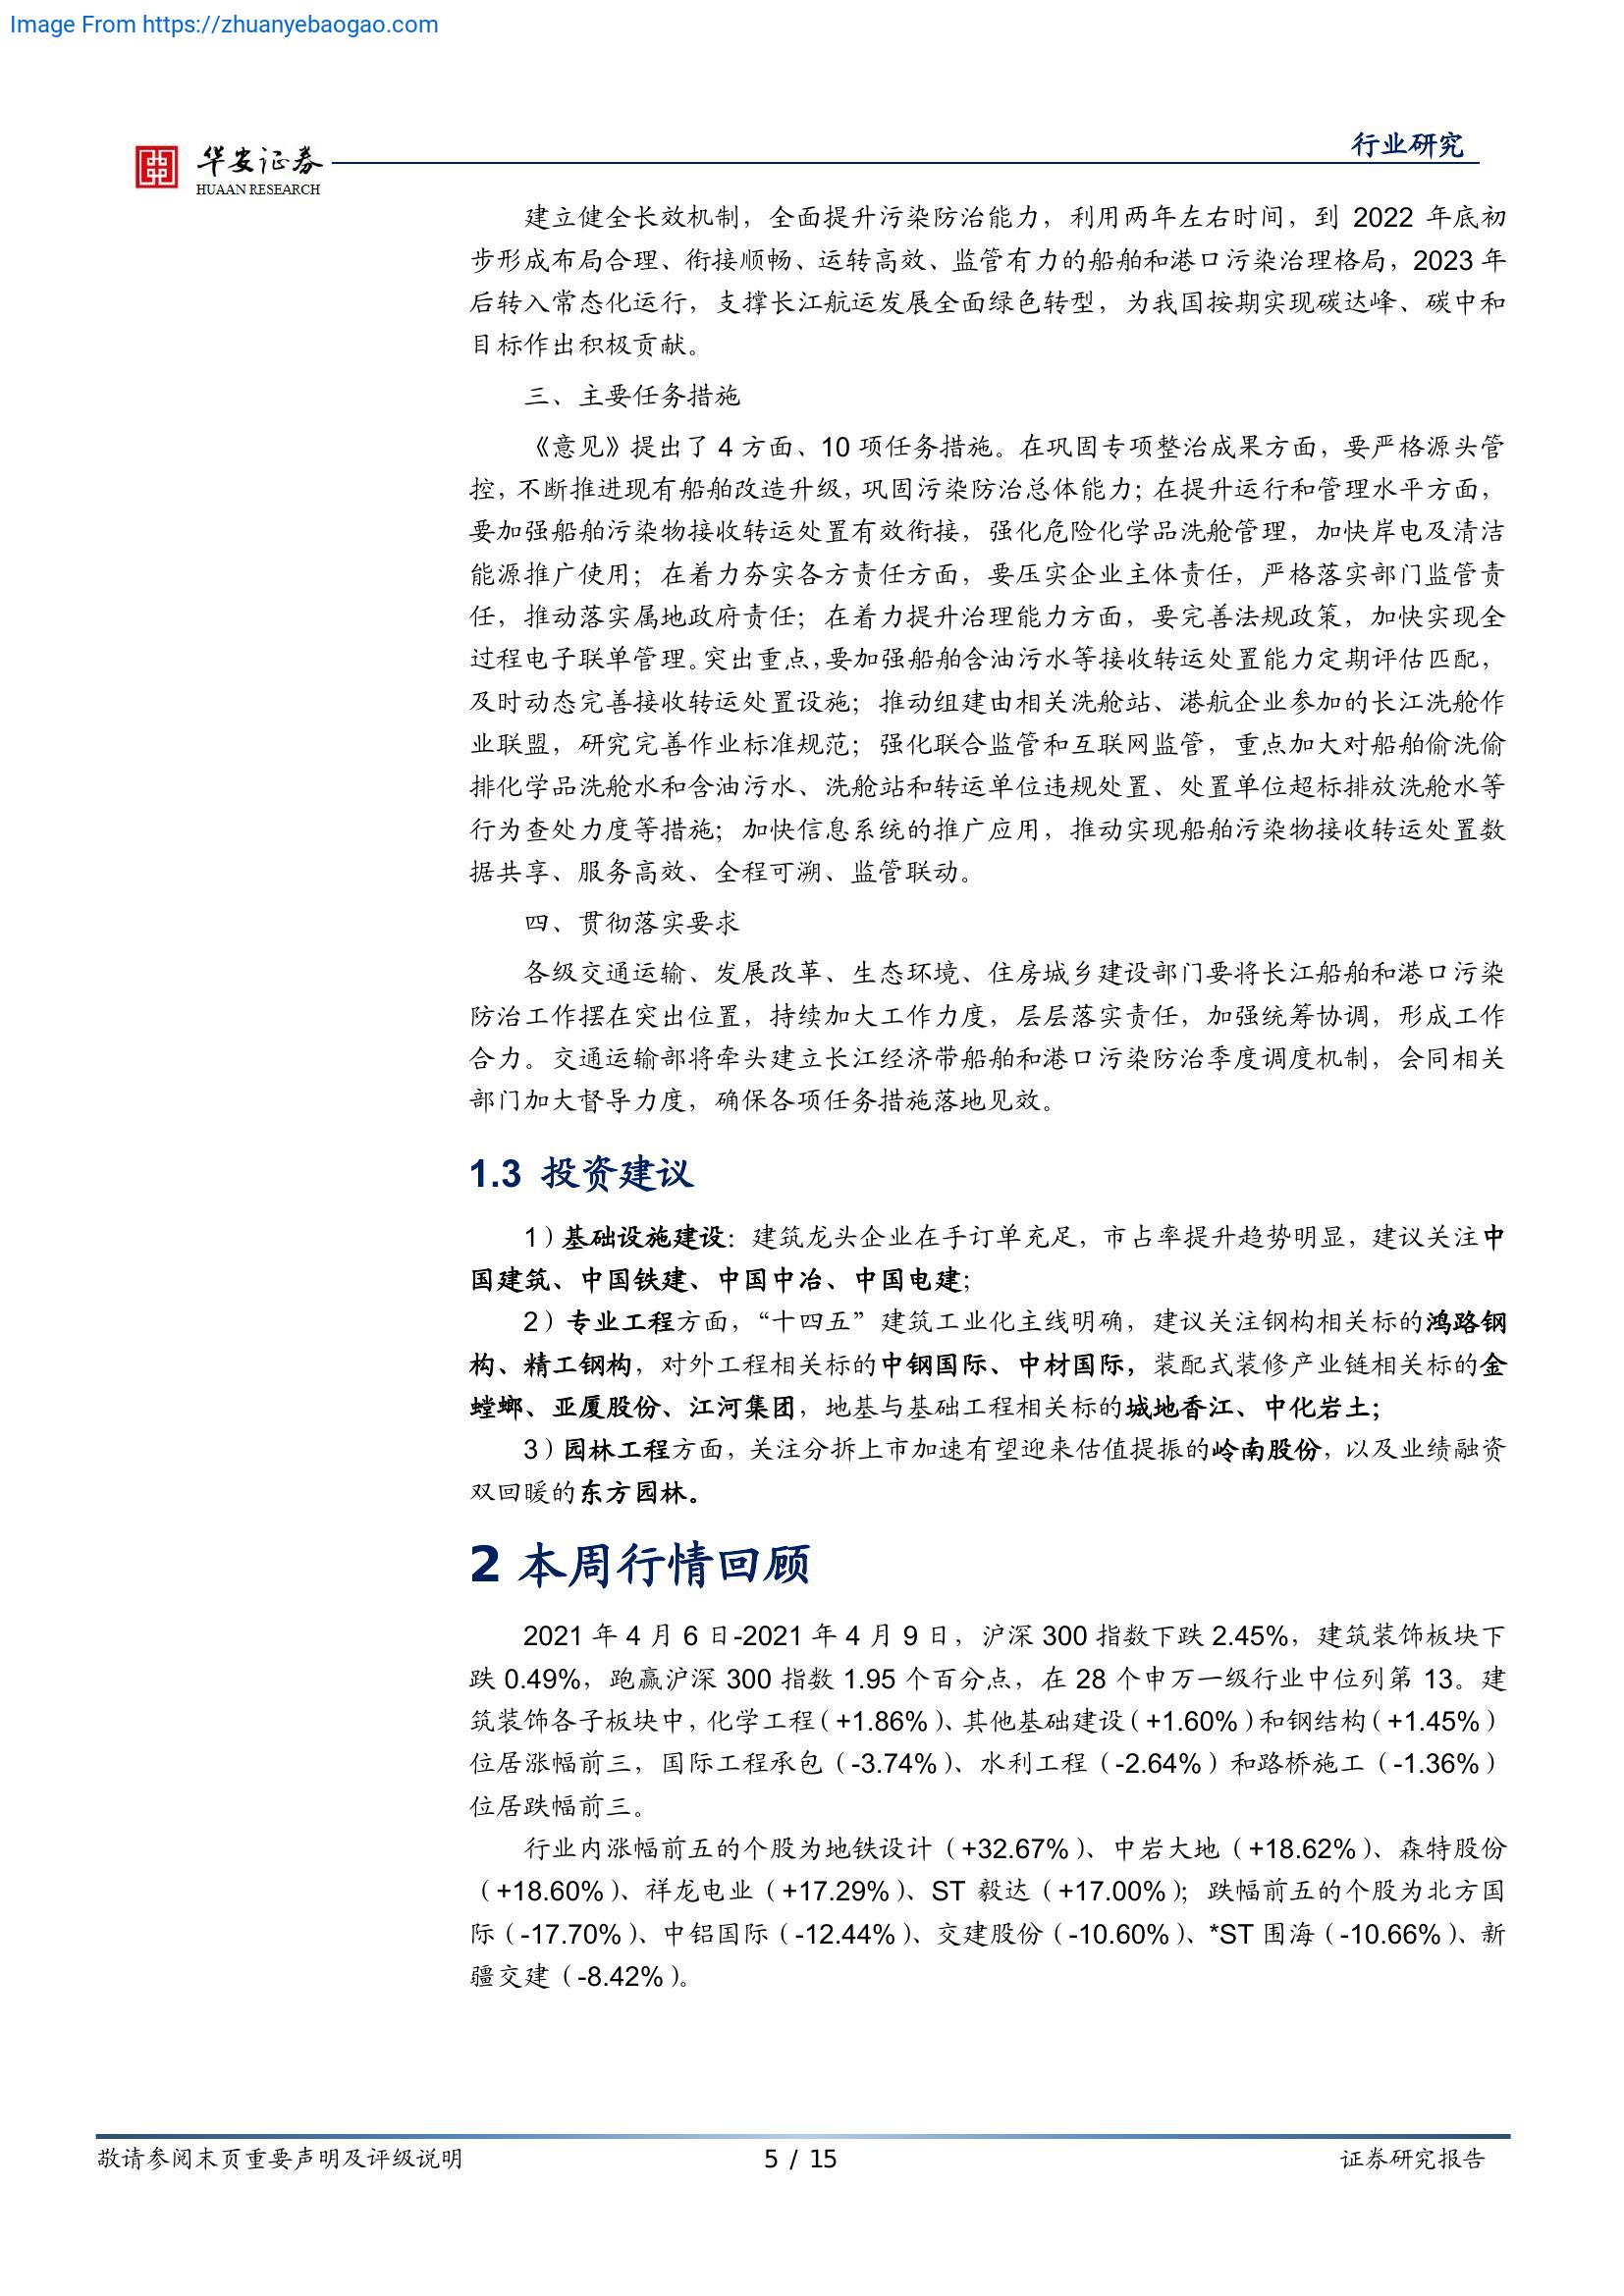 Image From https://zhuanyebaogao.com
华安证券
HUAAN RESEARCH
行业研究
建立健全长效机制，全面提升污染防治能力，利用两年左右时间，到 2022 年底初
步形成布局合理、衔接顺畅、运转高效、监管有力的船舶和港口污染治理格局，2023 年
后转入常态化运行，支撑长江航运发展全面绿色转型，为我国按期实现碳达峰、碳中和
目标作出积极贡献。
三、主要任务措施
《意见》提出了 4 方面、10 项任务措施。在巩固专项整治成果方面，要严格源头管
控，不断推进现有船舶改造升级，巩固污染防治总体能力；在提升运行和管理水平方面，
要加强船舶污染物接收转运处置有效衔接，强化危险化学品洗舱管理，加快岸电及清洁
能源推广使用；在着力夯实各方责任方面，要压实企业主体责任，严格落实部门监管责
任，推动落实属地政府责任；在着力提升治理能力方面，要完善法规政策，加快实现全
过程电子联单管理。突出重点，要加强船舶含油污水等接收转运处置能力定期评估匹配，
及时动态完善接收转运处置设施；推动组建由相关洗舱站、港航企业参加的长江洗舱作
业联盟，研究完善作业标准规范；强化联合监管和互联网监管，重点加大对船舶偷洗偷
排化学品洗舱水和含油污水、洗舱站和转运单位违规处置、处置单位超标排放洗舱水等
行为查处力度等措施；加快信息系统的推广应用，推动实现船舶污染物接收转运处置数
据共享、服务高效、全程可溯、监管联动。
四、贯彻落实要求
各级交通运输、发展改革、生态环境、住房城乡建设部门要将长江船舶和港口污染
防治工作摆在突出位置，持续加大工作力度，层层落实责任，加强统筹协调，形成工作
合力。交通运输部将牵头建立长江经济带船舶和港口污染防治季度调度机制，会同相关
部门加大督导力度，确保各项任务措施落地见效。
1.3 投资建议
1）基础设施建设：建筑龙头企业在手订单充足，市占率提升趋势明显，建议关注中
国建筑、中国铁建、中国中冶、中国电建；
2）专业工程方面，“十四五”建筑工业化主线明确，建议关注钢构相关标的鸿路钢
构、精工钢构，对外工程相关标的中钢国际、中材国际，装配式装修产业链相关标的金
螳螂、亚厦股份、江河集团，地基与基础工程相关标的城地香江、中化岩土；
3）园林工程方面，关注分拆上市加速有望迎来估值提振的岭南股份，以及业绩融资
双回暖的东方园林。
2 本周行情回顾
2021 年 4 月 6 日-2021 年 4 月 9 日，沪深 300 指数下跌 2.45%，建筑装饰板块下
跌 0.49%，跑赢沪深 300 指数 1.95 个百分点，在 28 个申万一级行业中位列第 13。建
筑装饰各子板块中，化学工程（+1.86%）、其他基础建设（+1.60%）和钢结构（+1.45%）
位居涨幅前三，国际工程承包（-3.74%）、水利工程（-2.64%）和路桥施工（-1.36%）
位居跌幅前三。
行业内涨幅前五的个股为地铁设计（+32.67%）、中岩大地（+18.62%）、森特股份
（+18.60%）、祥龙电业（+17.29%）、ST 毅达（+17.00%）；跌幅前五的个股为北方国
际（-17.70%）、中铝国际（-12.44%）、交建股份（-10.60%）、*ST 围海（-10.66%）、新
疆交建（-8.42%）。
敬请参阅末页重要声明及评级说明
5 / 15
证券研究报告